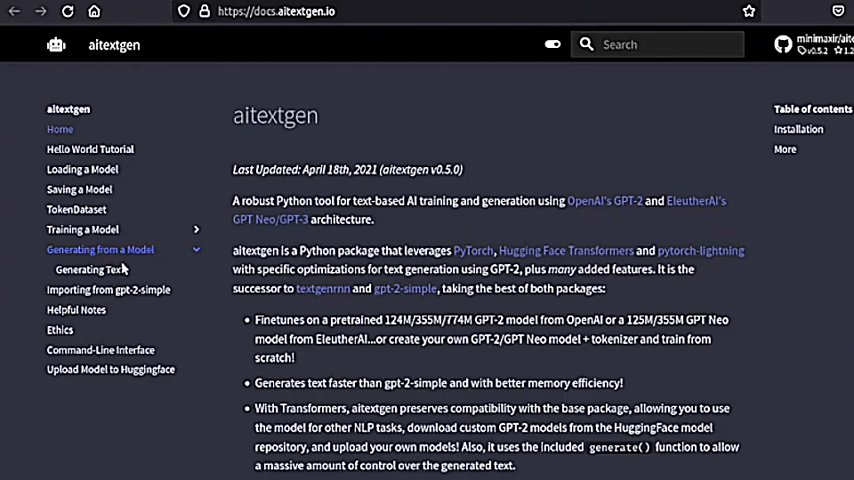 https://docs.aitextgen.io
aitextgen
Search
v0.5.2
aitextgen
Home
Hello World Tutorial
Loading a Model
Saving a Model
TokenDataset
Training a Model
Generating from a Model
Generating Text
Importing from gpt-2-simple
Helpful Notes
Ethics
Command-Line Interface
Upload Model to Huggingface
aitextgen
Last Updated: April 18th, 2021 (aitextgen v0.5.0)
A robust Python tool for text-based AI training and generation using OpenAI's GPT-2 and EleutherAI's
GPT Neo/GPT-3 architecture.
aitextgen is a Python package that leverages PyTorch, Hugging Face Transformers and pytorch-lightning
with specific optimizations for text generation using GPT-2, plus many added features. It is the
successor to textgenrnn and gpt-2-simple, taking the best of both packages:
Finetunes on a pretrained 124M/355M/774M GPT-2 model from OpenAI or a 125M/355M GPT Neo
model from EleutherAI...or create your own GPT-2/GPT Neo model + tokenizer and train from
scratch!
Generates text faster than gpt-2-simple and with better memory efficiency!
With Transformers, aitextgen preserves compatibility with the base package, allowing you to use
the model for other NLP tasks, download custom GPT-2 models from the HuggingFace model
repository, and upload your own models! Also, it uses the included generate() function to allow
a massive amount of control over the generated text.
Table of contents
Installation
More